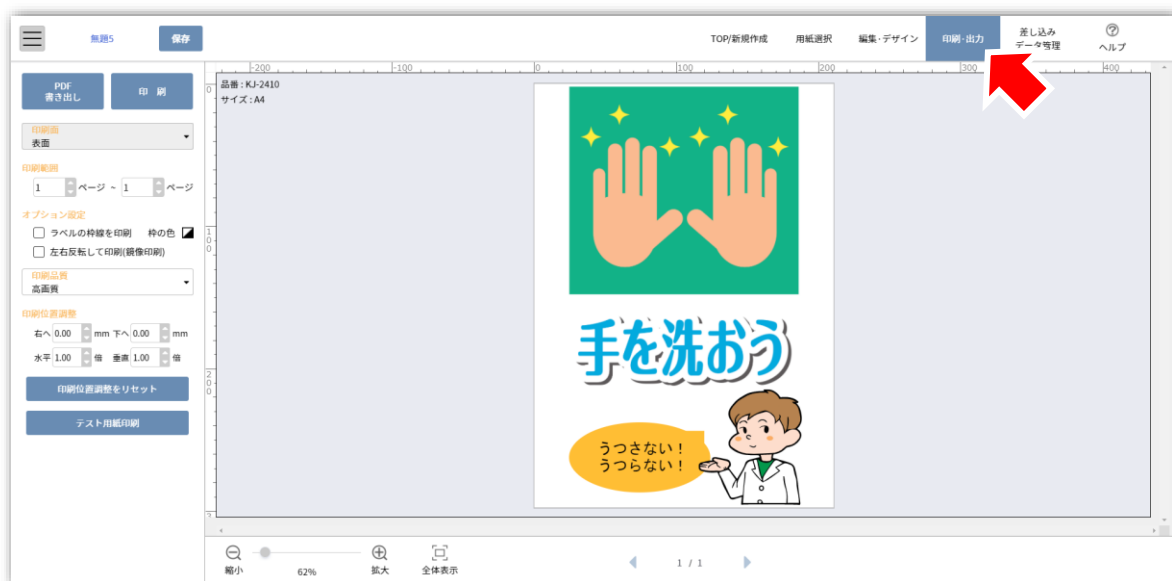 無題5
保存
TOP/新規作成
用紙選択
編集・デザイン
印刷・出力
差し込み
データ管理
ヘルプ
PDF
書き出し
印 刷
印刷面
表面
印刷範囲
1 ページ ~ 1 ページ
オプション設定
ラベルの枠線を印刷 枠の色
左右反転して印刷(鏡像印刷)
印刷品質
高画質
印刷位置調整
右へ 0.00 mm 下へ 0.00 mm
水平 1.00 倍 垂直 1.00 倍
印刷位置調整をリセット
テスト用紙印刷
-200 -100 0 100 200 300 400
0
100
200
品番 : KJ-2410
サイズ : A4
手を洗おう
うつさない!
うつらない!
縮小
62%
拡大
全体表示
1 / 1